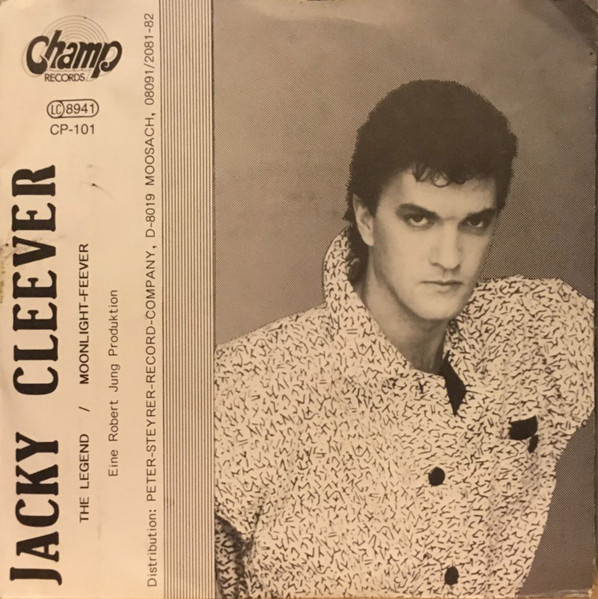 Champ
RECORDS
LC 8941
CP-101
JACKY CLEEVER
THE LEGEND / MOONLIGHT-FEEVER
Eine Robert Jung Produktion
Distribution: PETER-STEYRER-RECORD-COMPANY, D-8019 MOOSACH, 08091/2081-82